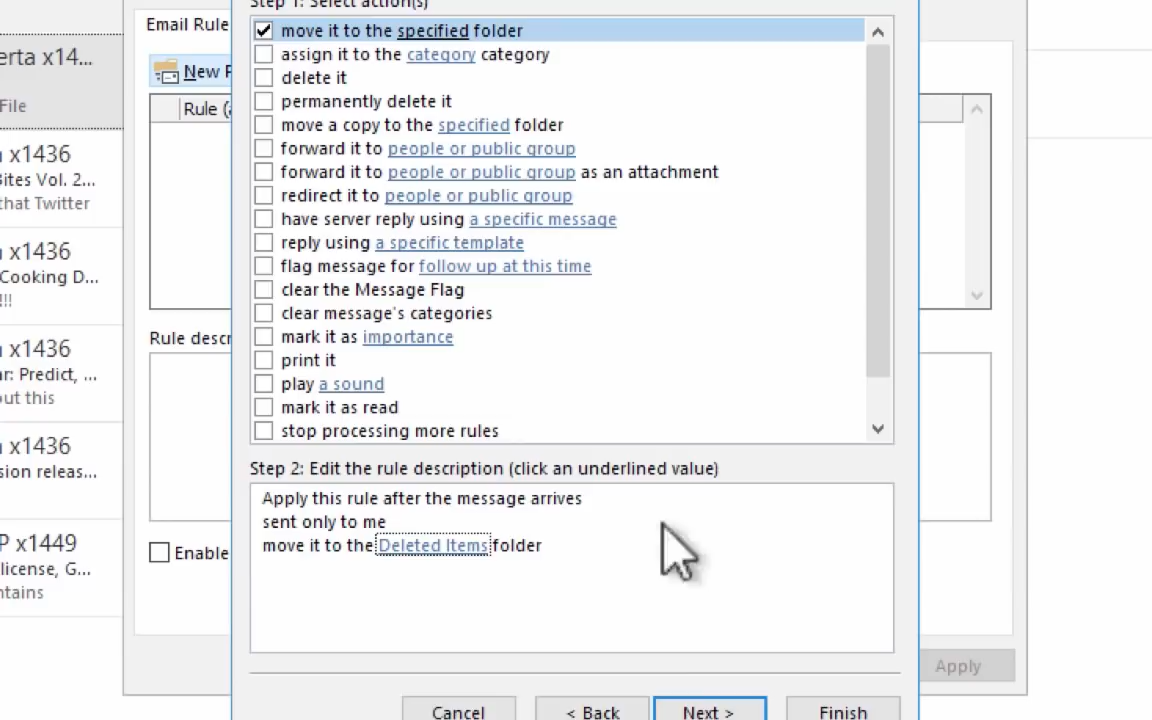 Step 1: Select action(s)
Email Rule
move it to the specified folder
erta x14...
assign it to the category category
New
delete it
File
Rule
permanently delete it
move a copy to the specified folder
x1436
forward it to people or public group
Bites Vol. 2...
forward it to people or public group as an attachment
that Twitter
redirect it to people or public group
have server reply using a specific message
x1436
reply using a specific template
Cooking D...
flag message for follow up at this time
!!!
clear the Message Flag
clear message's categories
x1436
Rule descr
mark it as importance
r: Predict, ...
print it
out this
play a sound
mark it as read
x1436
stop processing more rules
sion releas...
Step 2: Edit the rule description (click an underlined value)
Apply this rule after the message arrives
sent only to me
P x1449
move it to the Deleted Items folder
Enable
license, G...
ntains
Apply
Cancel
< Back
Next >
Finish